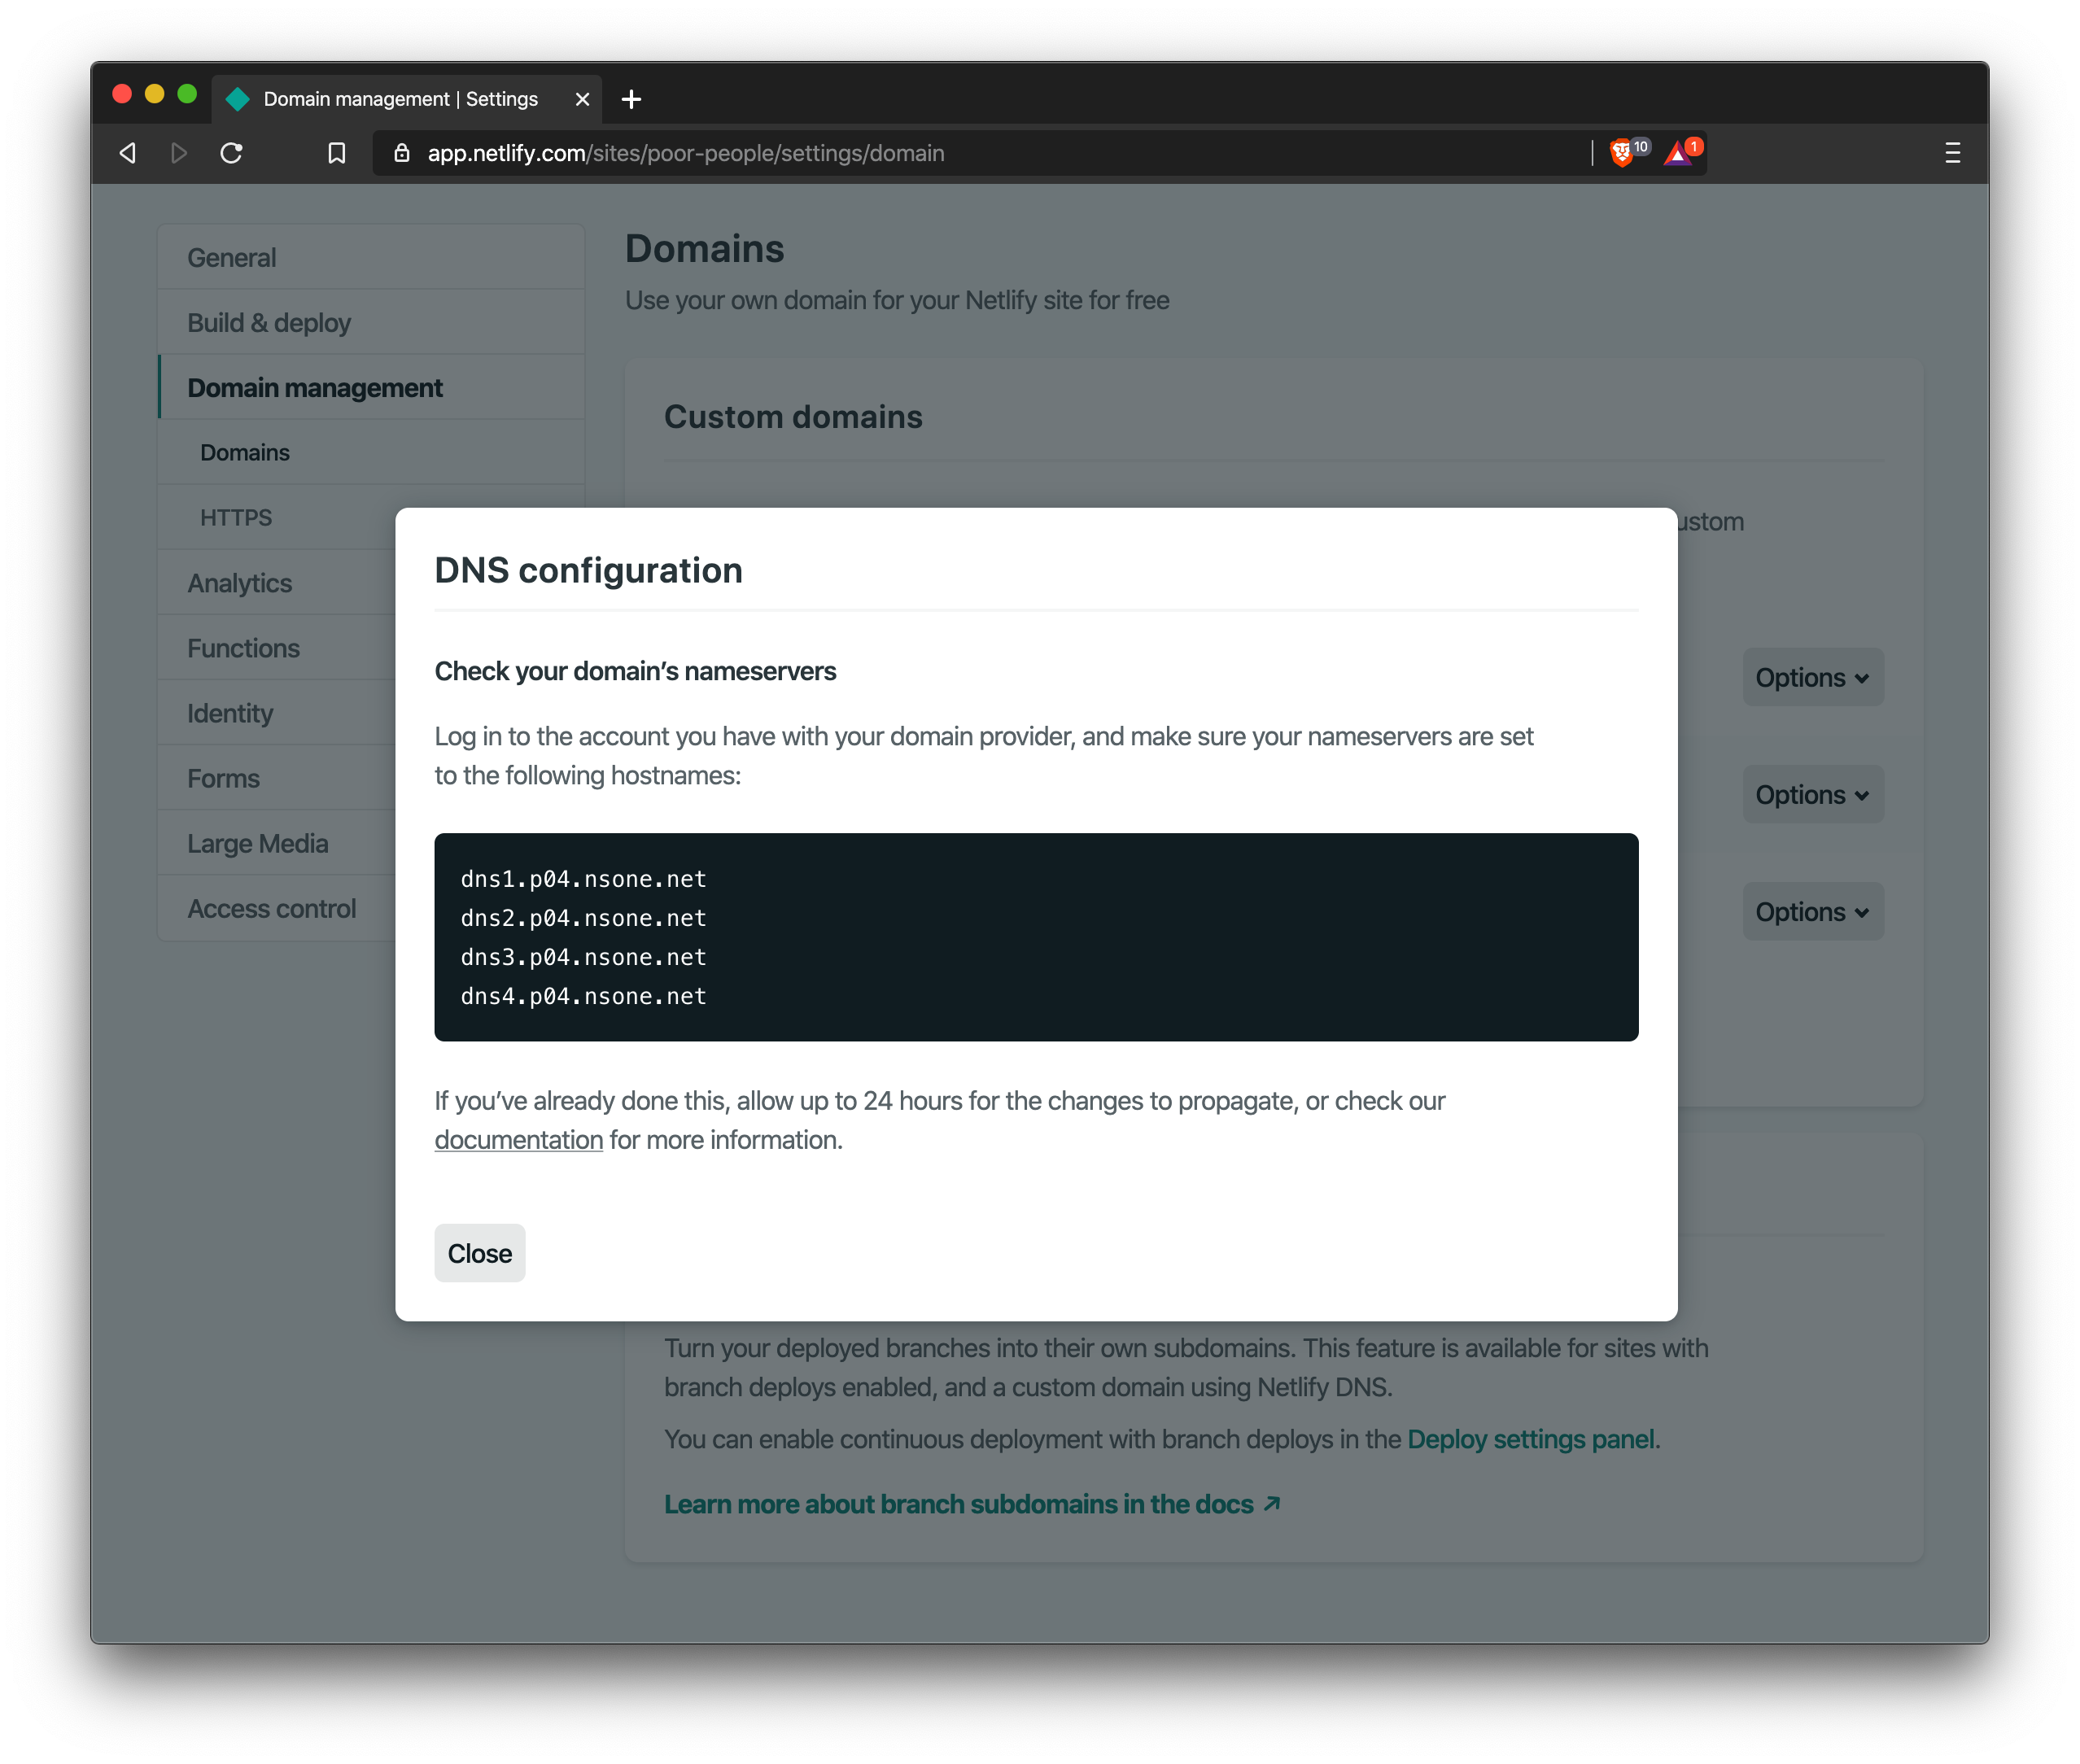 Domain management | Settings
app.netlify.com/sites/poor-people/settings/domain
10
1
General
Build & deploy
Domain management
Domains
HTTPS
Analytics
Functions
Identity
Forms
Large Media
Access control
Domains
Use your own domain for your Netlify site for free
Custom domains
ustom
Options
Options
Options
DNS configuration
Check your domain’s nameservers
Log in to the account you have with your domain provider, and make sure your nameservers are set
to the following hostnames:
dns1.p04.nsone.net
dns2.p04.nsone.net
dns3.p04.nsone.net
dns4.p04.nsone.net
If you’ve already done this, allow up to 24 hours for the changes to propagate, or check our
documentation for more information.
Close
Turn your deployed branches into their own subdomains. This feature is available for sites with
branch deploys enabled, and a custom domain using Netlify DNS.
You can enable continuous deployment with branch deploys in the Deploy settings panel.
Learn more about branch subdomains in the docs ↗